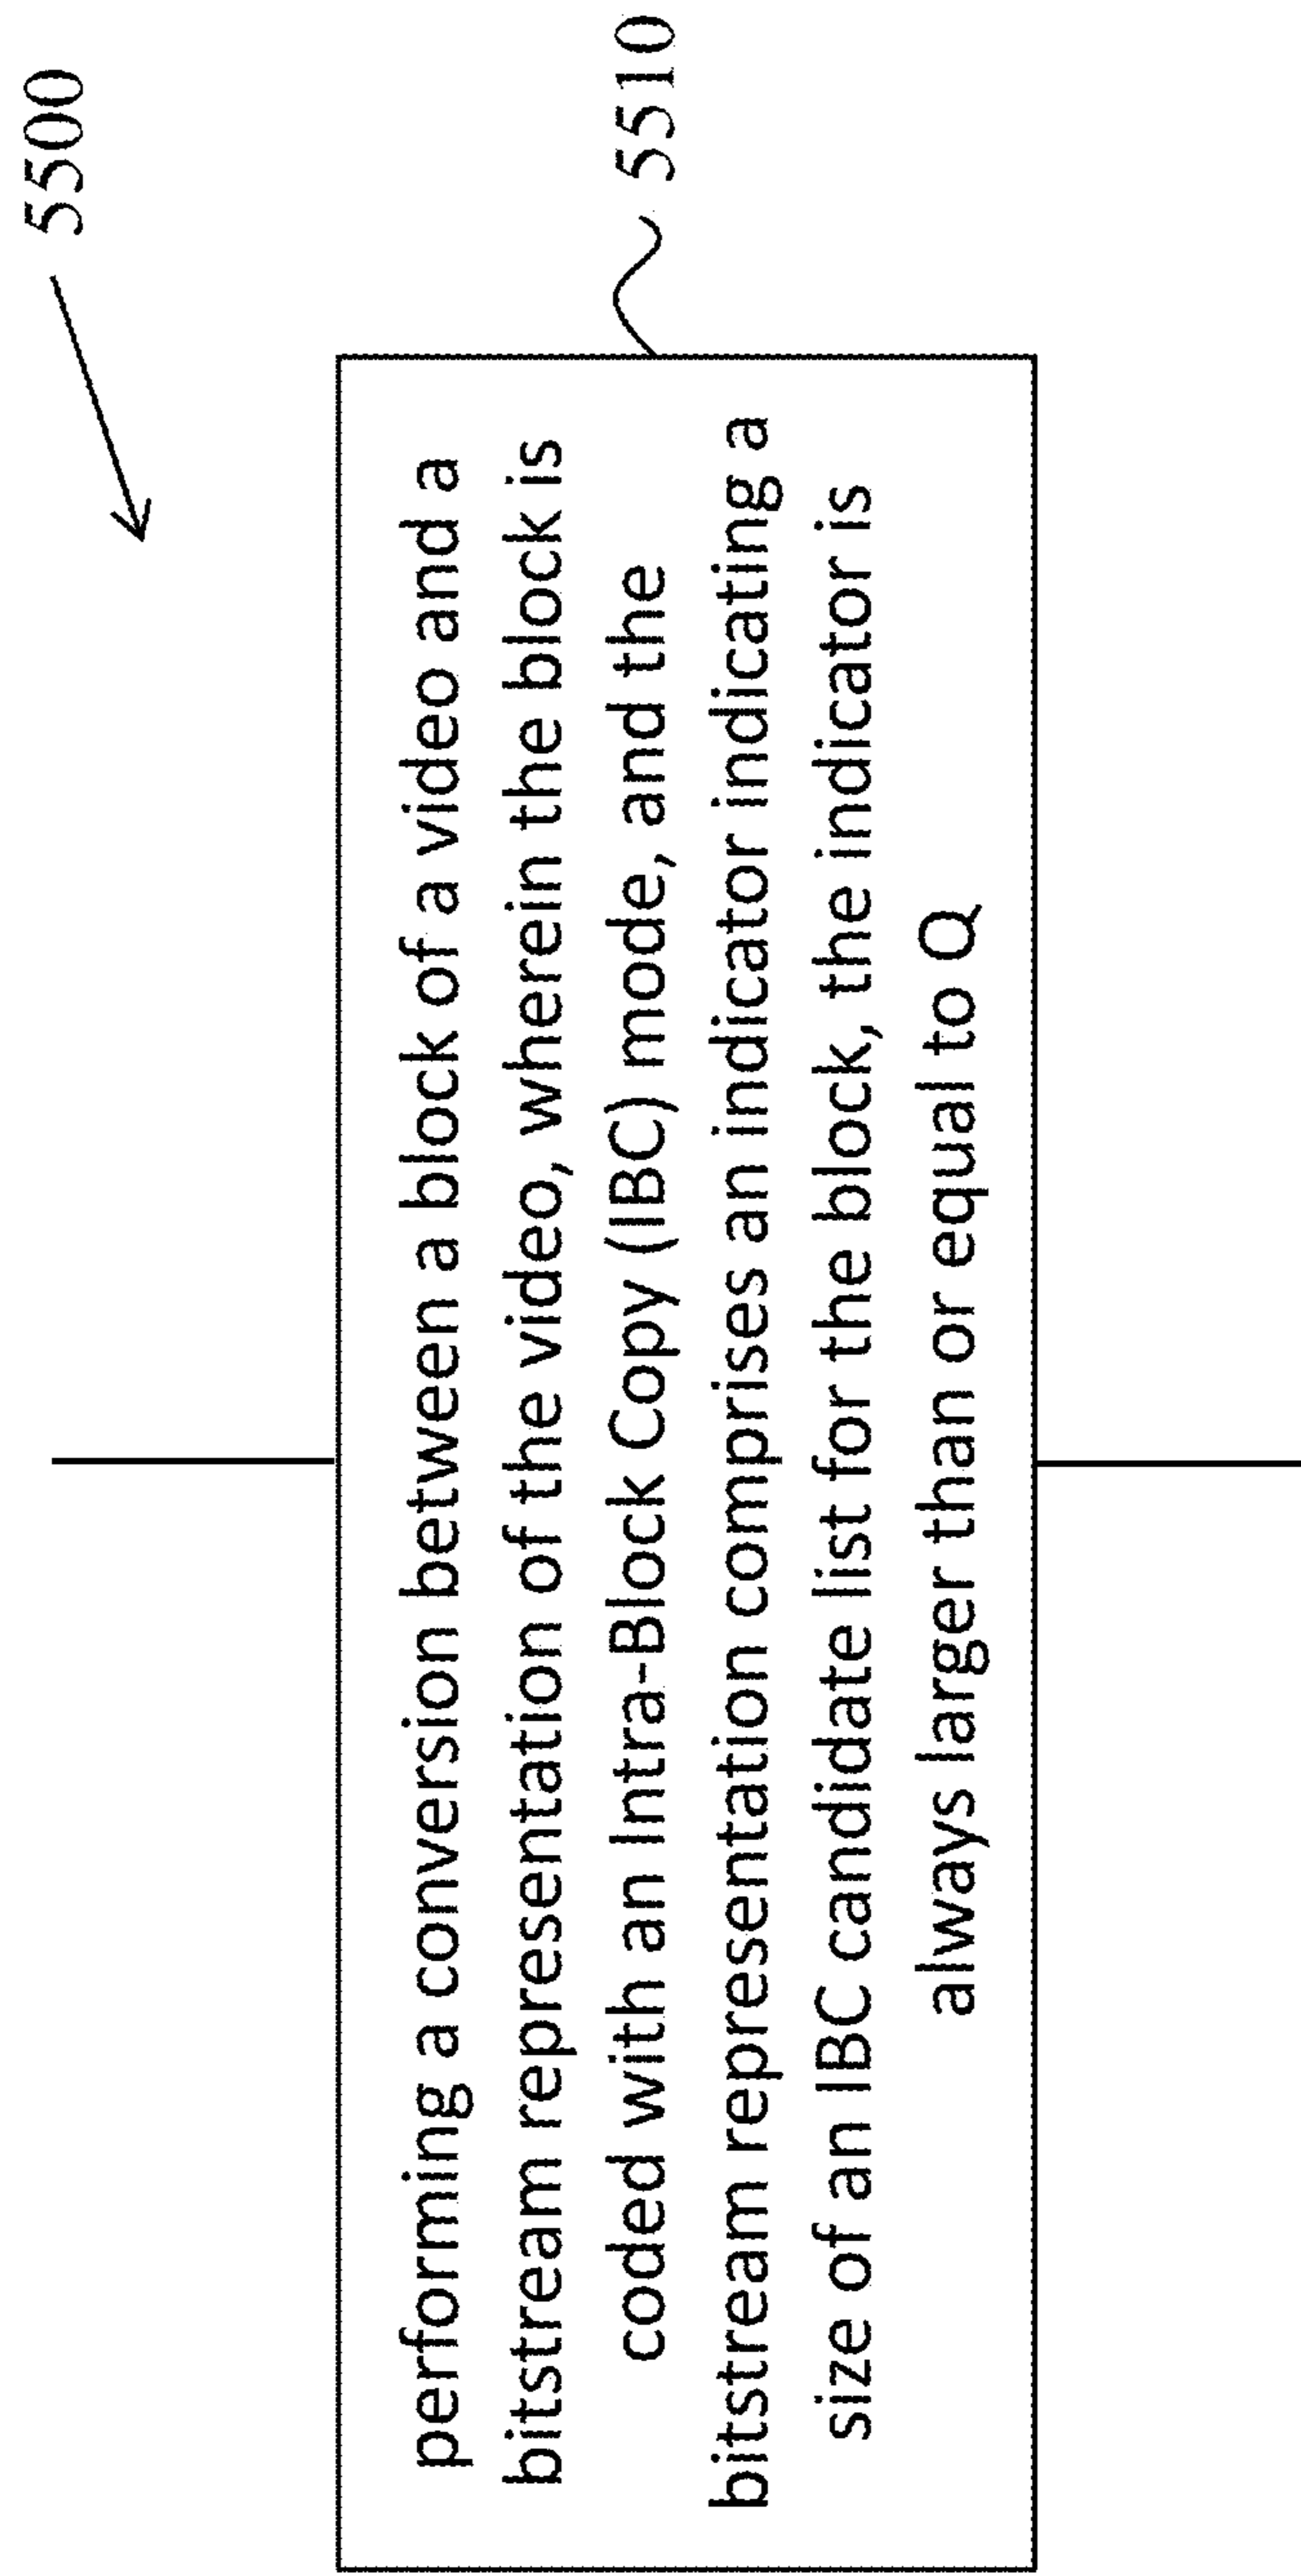 5500
performing a conversion between a block of a video and a
bitstream representation of the video, wherein the block is
coded with an Intra-Block Copy (IBC) mode, and the
bitstream representation comprises an indicator indicating a
size of an IBC candidate list for the block, the indicator is
always larger than or equal to Q
5510